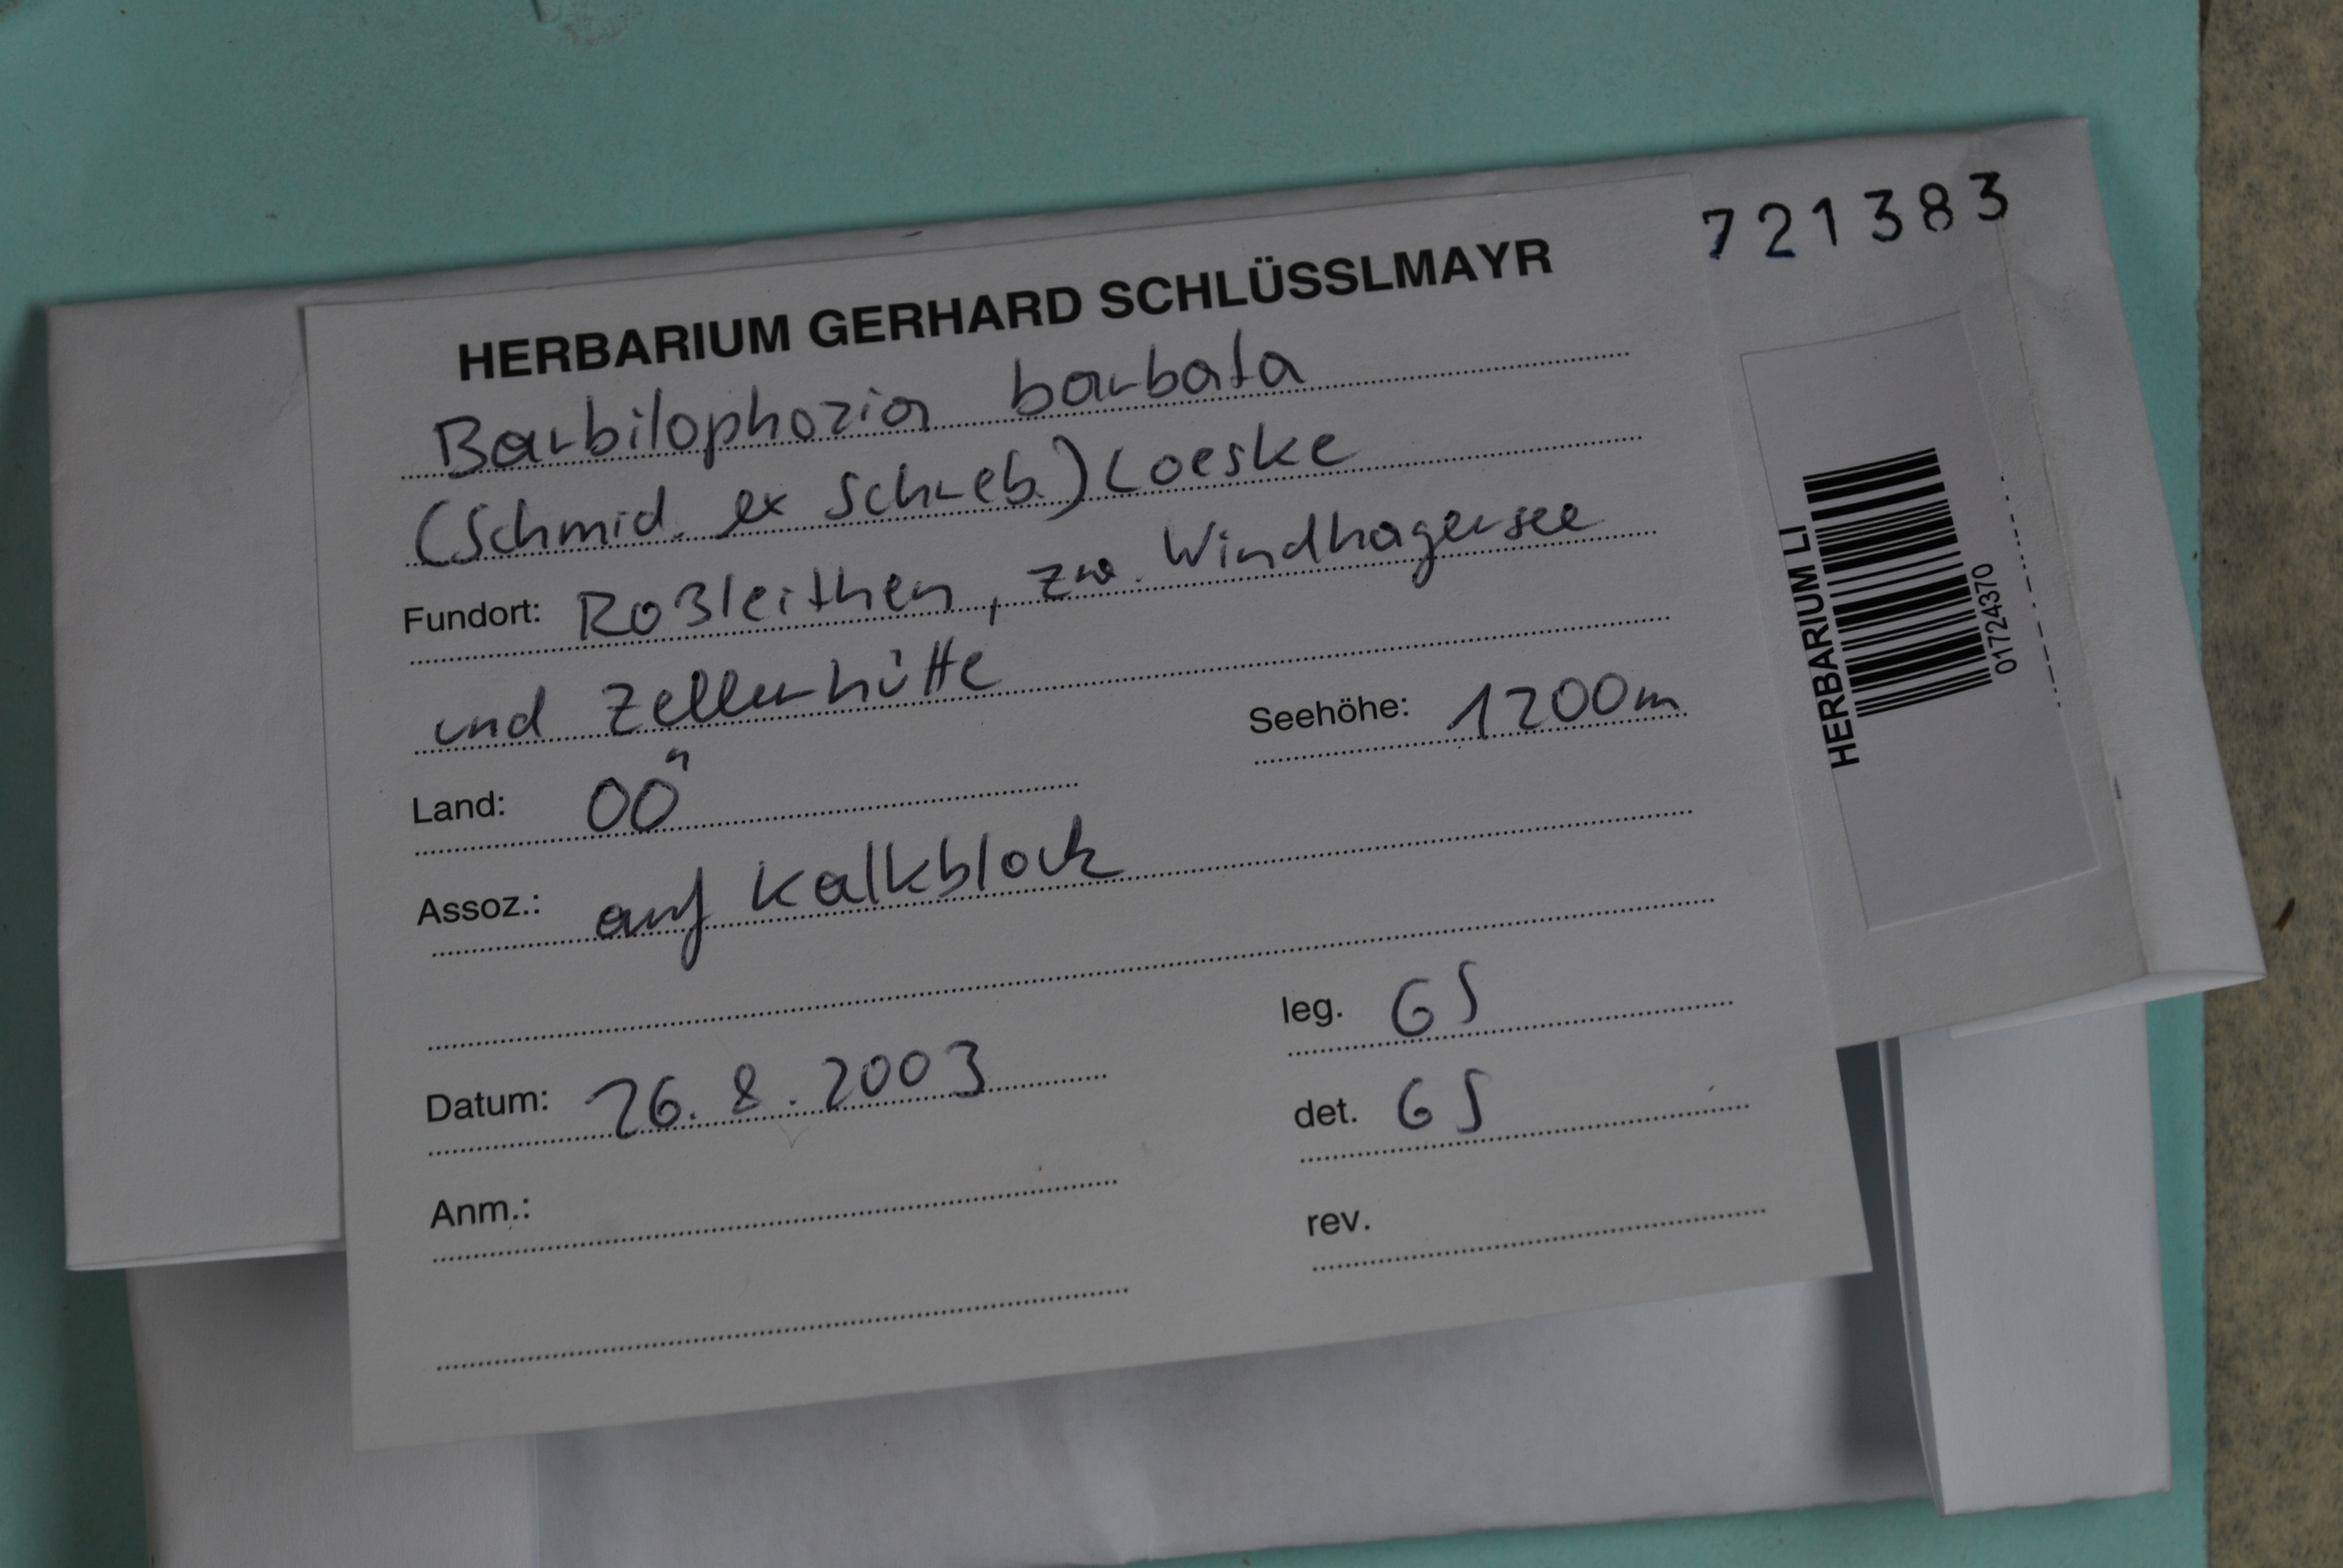 721383
HERBARIUM GERHARD SCHLÜSSLMAYR
Barbilophozia barbata
(Schmid. ex Schreb.) Loeske
Fundort: Roßleithen, zw. Windhagersee
und Zellerhütte
Seehöhe: 1200m
Land: OÖ
Assoz.: auf Kalkblock
leg. GS
Datum: 26.8.2003
det. GS
Anm.:
rev.
HERBARIUM LI
01724370